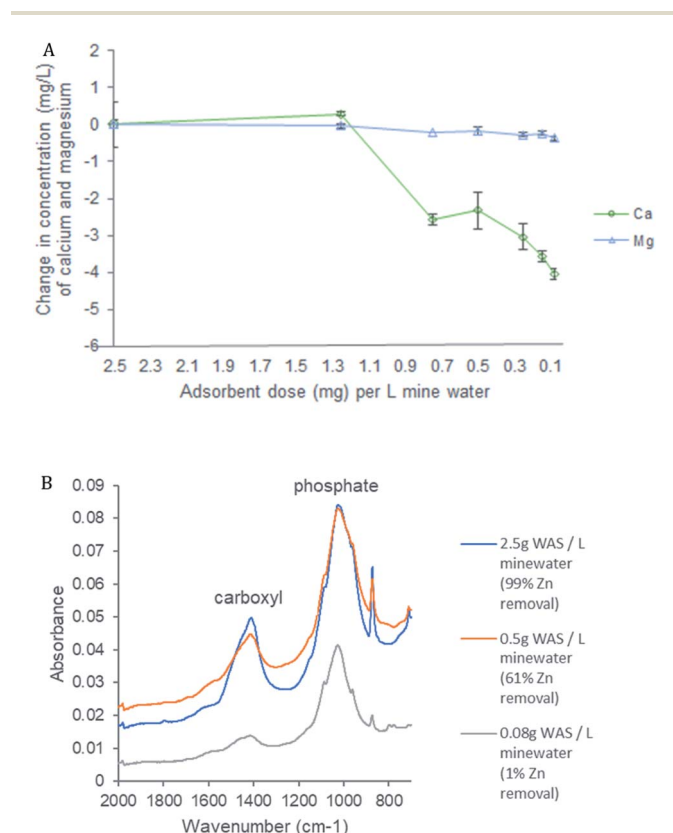 A
Change in concentration (mg/L)
of calcium and magnesium
2
1
0
-1
-2
-3
-4
-5
-6
2.5 2.3 2.1 1.9 1.7 1.5 1.3 1.1 0.9 0.7 0.5 0.3 0.1
Adsorbent dose (mg) per L mine water
Ca
Mg
B
Absorbance
0.09
0.08
0.07
0.06
0.05
0.04
0.03
0.02
0.01
0
phosphate
carboxyl
2000 1800 1600 1400 1200 1000 800
Wavenumber (cm-1)
2.5g WAS / L
minewater
(99% Zn
removal)
0.5g WAS / L
minewater
(61% Zn
removal)
0.08g WAS / L
minewater
(1% Zn
removal)